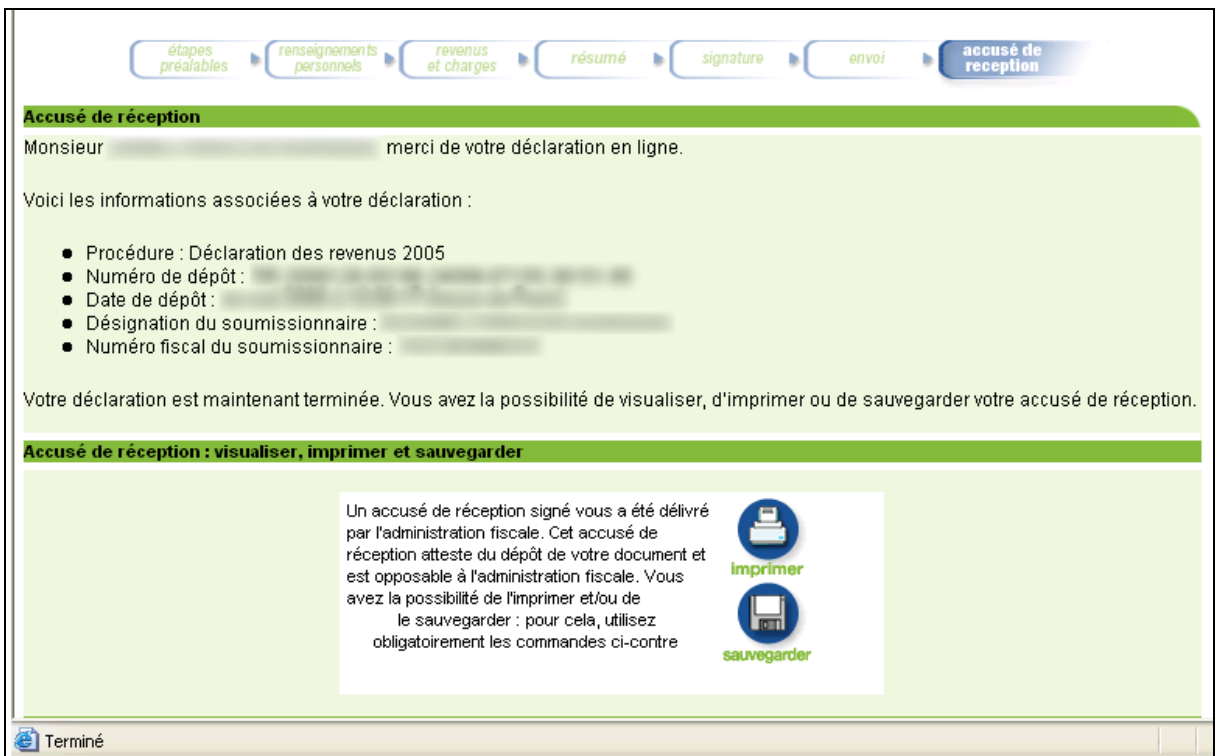 étapes préalables
renseignements personnels
revenus et charges
résumé
signature
envoi
accusé de reception
Accusé de réception
Monsieur merci de votre déclaration en ligne.
Voici les informations associées à votre déclaration :
Procédure : Déclaration des revenus 2005
Numéro de dépôt :
Date de dépôt :
Désignation du soumissionnaire :
Numéro fiscal du soumissionnaire :
Votre déclaration est maintenant terminée. Vous avez la possibilité de visualiser, d'imprimer ou de sauvegarder votre accusé de réception.
Accusé de réception : visualiser, imprimer et sauvegarder
Un accusé de réception signé vous a été délivré
par l'administration fiscale. Cet accusé de
réception atteste du dépôt de votre document et
est opposable à l'administration fiscale. Vous
avez la possibilité de l'imprimer et/ou de
le sauvegarder : pour cela, utilisez
obligatoirement les commandes ci-contre
imprimer
sauvegarder
Terminé